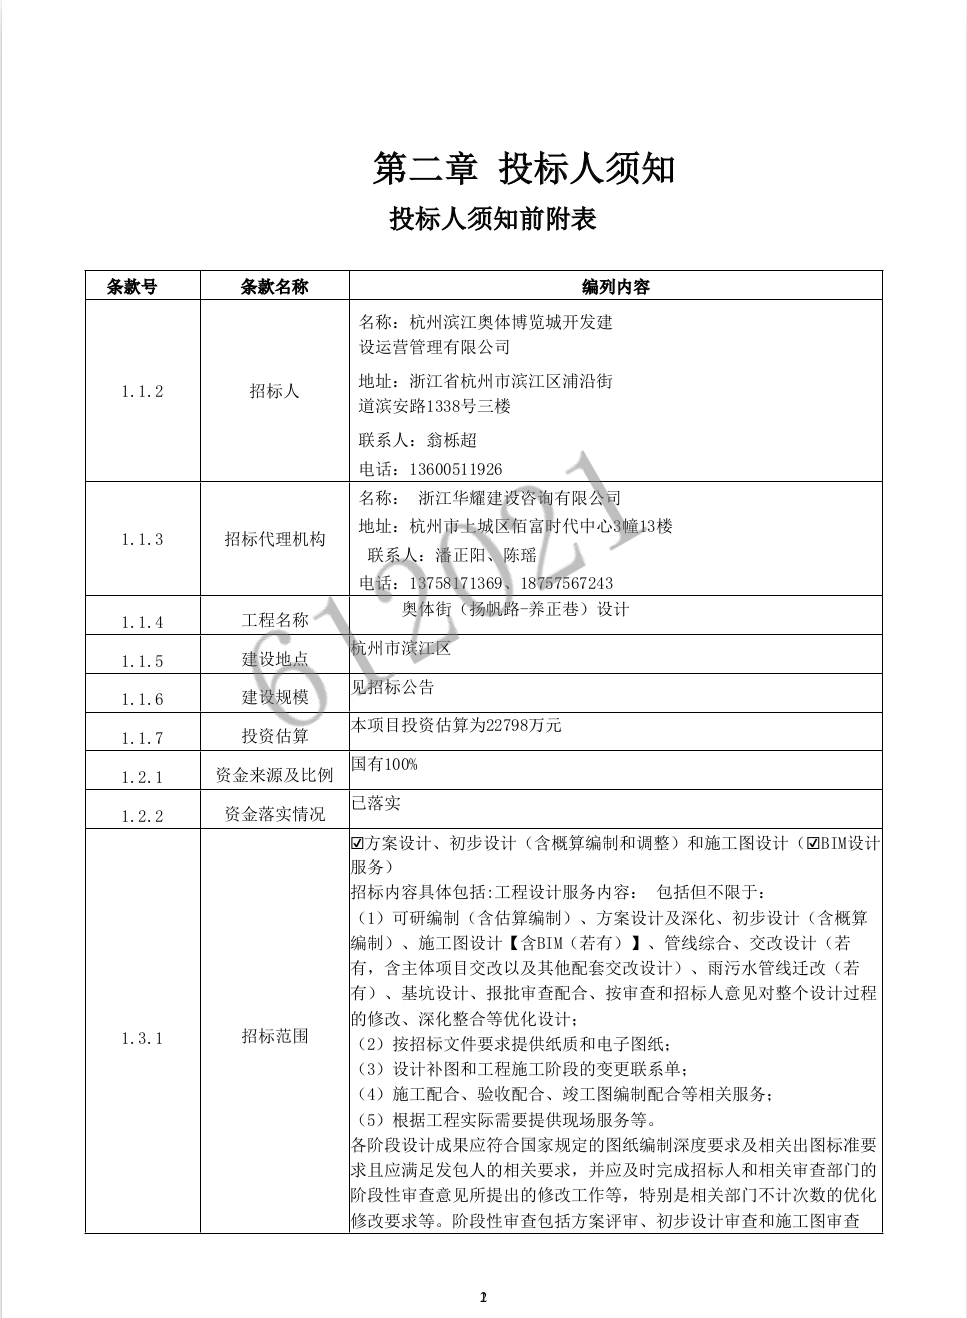 第二章 投标人须知
投标人须知前附表
条款号 条款名称 编列内容
1.1.2 招标人
名称：杭州滨江奥体博览城开发建
设运营管理有限公司
地址：浙江省杭州市滨江区浦沿街
道滨安路1338号三楼
联系人：翁栎超
电话：13600511926
1.1.3 招标代理机构
名称： 浙江华耀建设咨询有限公司
地址：杭州市上城区佰富时代中心3幢13楼
联系人：潘正阳、陈瑶
电话：13758171369、18757567243
1.1.4 工程名称 奥体街（扬帆路-养正巷）设计
1.1.5 建设地点 杭州市滨江区
1.1.6 建设规模 见招标公告
1.1.7 投资估算 本项目投资估算为22798万元
1.2.1 资金来源及比例 国有100%
1.2.2 资金落实情况 已落实
1.3.1 招标范围
☑方案设计、初步设计（含概算编制和调整）和施工图设计（☑BIM设计
服务）
招标内容具体包括:工程设计服务内容： 包括但不限于：
（1）可研编制（含估算编制）、方案设计及深化、初步设计（含概算
编制）、施工图设计【含BIM（若有）】、管线综合、交改设计（若
有，含主体项目交改以及其他配套交改设计）、雨污水管线迁改（若
有）、基坑设计、报批审查配合、按审查和招标人意见对整个设计过程
的修改、深化整合等优化设计；
（2）按招标文件要求提供纸质和电子图纸；
（3）设计补图和工程施工阶段的变更联系单；
（4）施工配合、验收配合、竣工图编制配合等相关服务；
（5）根据工程实际需要提供现场服务等。
各阶段设计成果应符合国家规定的图纸编制深度要求及相关出图标准要
求且应满足发包人的相关要求，并应及时完成招标人和相关审查部门的
阶段性审查意见所提出的修改工作等，特别是相关部门不计次数的优化
修改要求等。阶段性审查包括方案评审、初步设计审查和施工图审查
612021